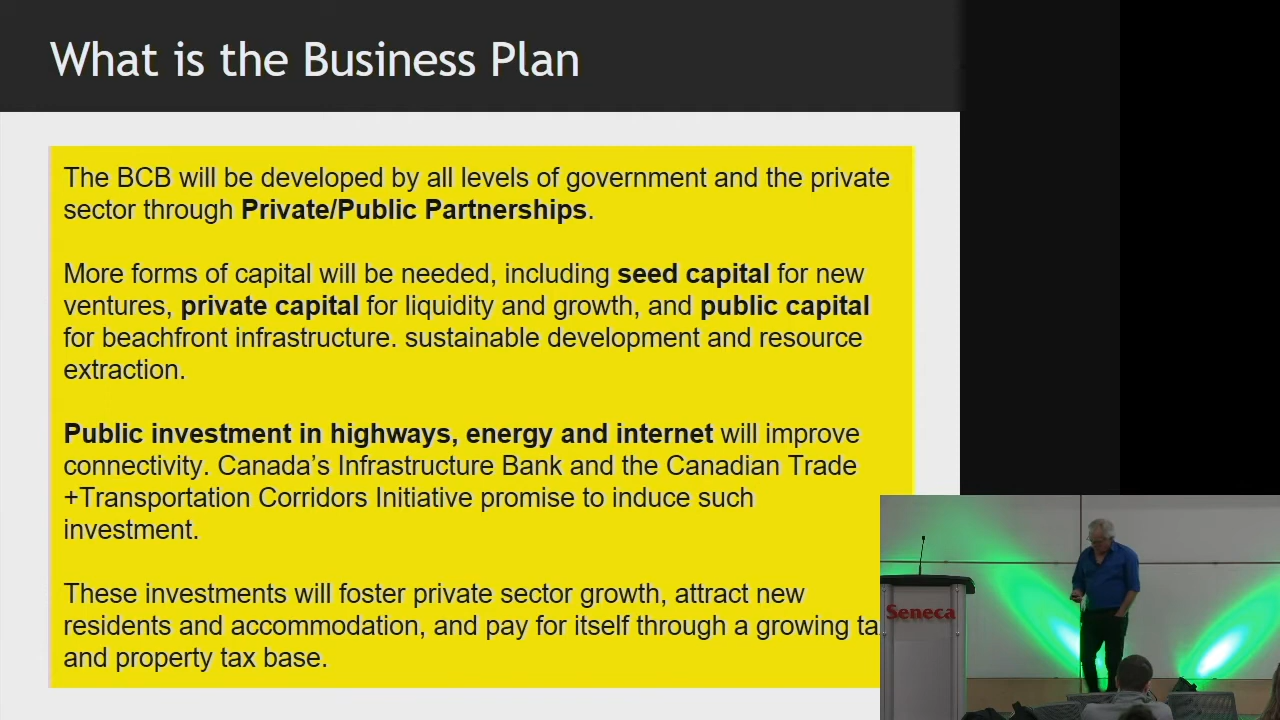 What is the Business Plan
The BCB will be developed by all levels of government and the private
sector through Private/Public Partnerships.
More forms of capital will be needed, including seed capital for new
ventures, private capital for liquidity and growth, and public capital
for beachfront infrastructure. sustainable development and resource
extraction.
Public investment in highways, energy and internet will improve
connectivity. Canada’s Infrastructure Bank and the Canadian Trade
+Transportation Corridors Initiative promise to induce such
investment.
These investments will foster private sector growth, attract new
residents and accommodation, and pay for itself through a growing
and property tax base.
Seneca